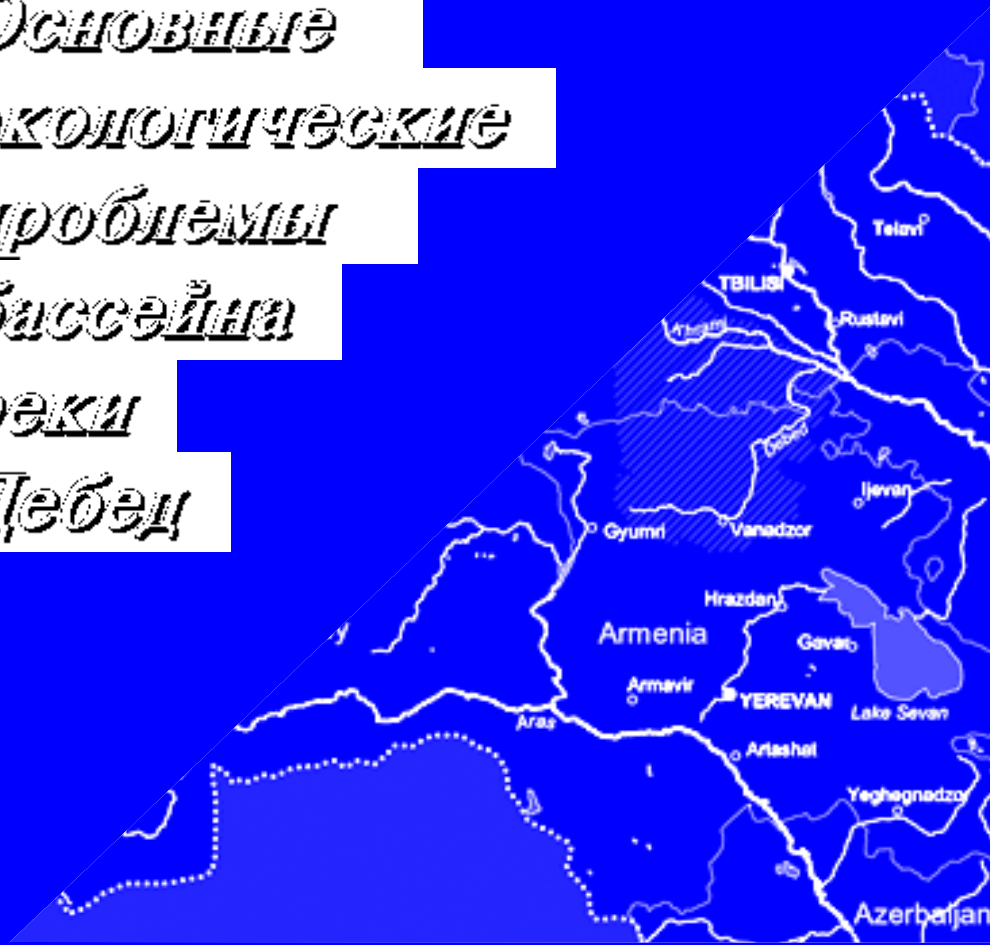 Основные
экологические
проблемы
бассейна
реки
Дебед
Telavi
TBILISI
Rustavi
Khrami
Debed
Ijevan
Gyumri
Vanadzor
Hrazdan
Armenia
Gavar
Armavir
YEREVAN
Lake Sevan
Aras
Artashat
Yeghegnadzor
y
Azerbaijan